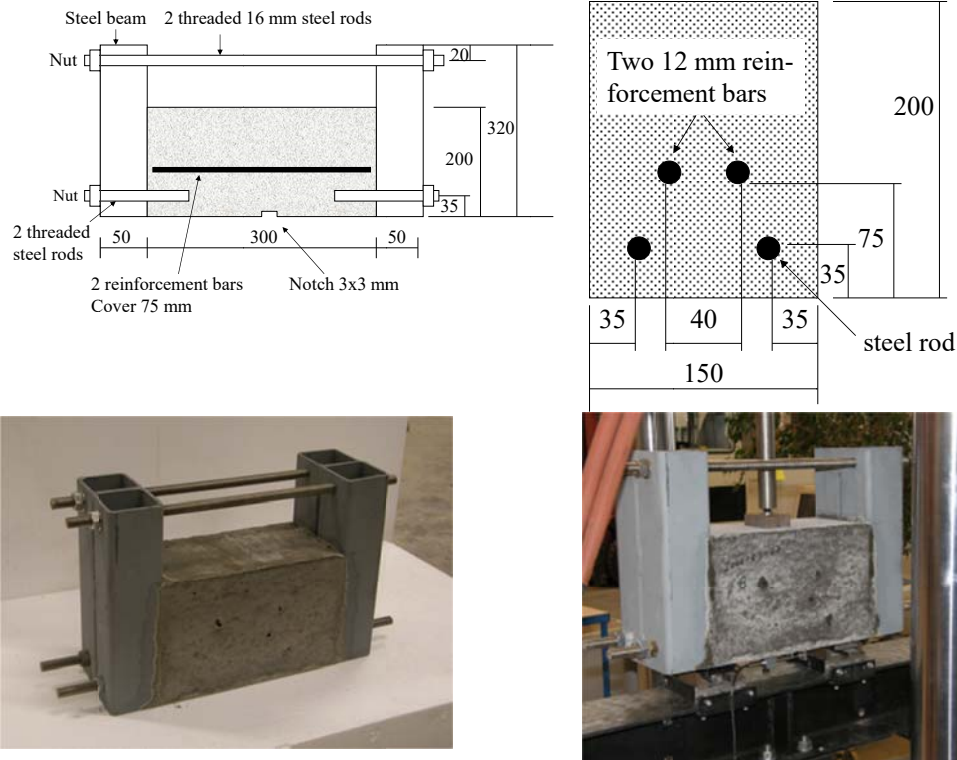 Steel beam
2 threaded 16 mm steel rods
Nut
20
320
200
Nut
35
2 threaded
steel rods
50
300
50
2 reinforcement bars
Cover 75 mm
Notch 3x3 mm
Two 12 mm rein-
forcement bars
200
75
35
35
40
35
steel rod
150